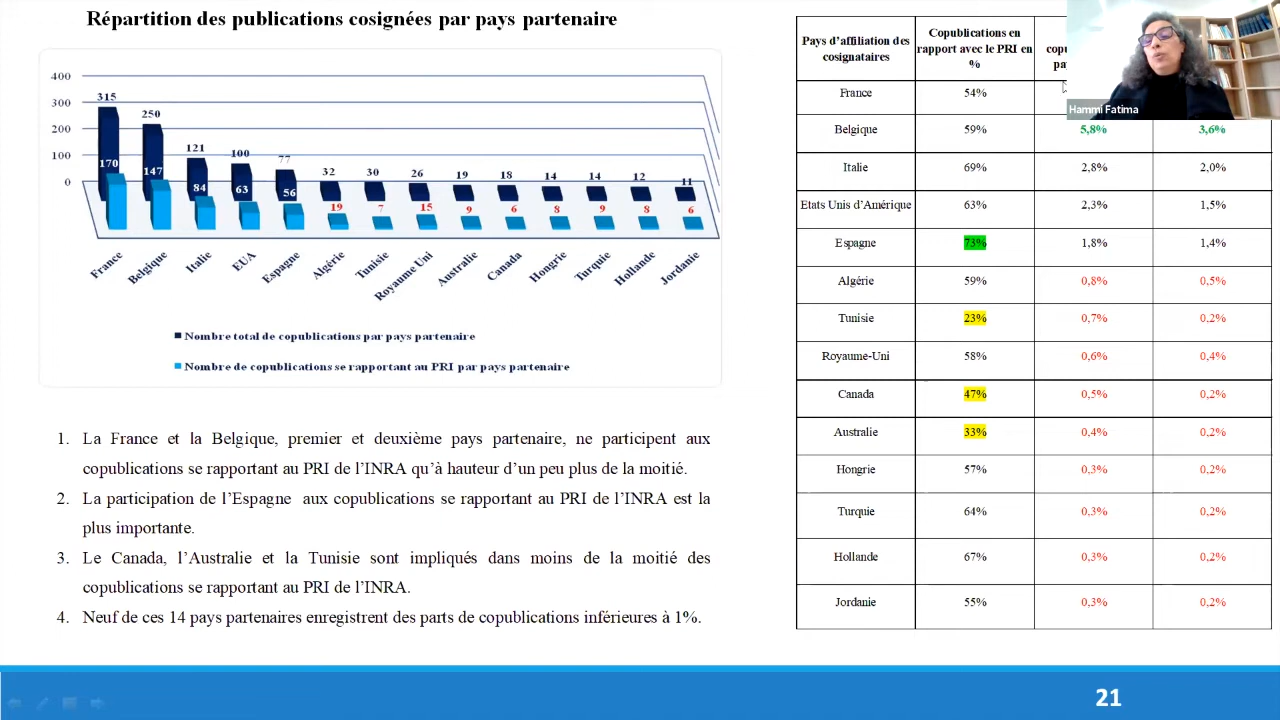 Répartition des publications cosignées par pays partenaire
400
300
200
100
0
315
250
121
100
77
32
30
26
19
18
14
14
12
11
170
147
84
63
56
19
7
15
9
6
8
9
8
6
France
Belgique
Italie
EUA
Espagne
Algérie
Tunisie
Royaume Uni
Australie
Canada
Hongrie
Turquie
Hollande
Jordanie
Nombre total de copublications par pays partenaire
Nombre de copublications se rapportant au PRI par pays partenaire
1. La France et la Belgique, premier et deuxième pays partenaire, ne participent aux
copublications se rapportant au PRI de l’INRA qu’à hauteur d’un peu plus de la moitié.
2. La participation de l’Espagne aux copublications se rapportant au PRI de l’INRA est la
plus importante.
3. Le Canada, l’Australie et la Tunisie sont impliqués dans moins de la moitié des
copublications se rapportant au PRI de l’INRA.
4. Neuf de ces 14 pays partenaires enregistrent des parts de copublications inférieures à 1%.
Pays d’affiliation des
cosignataires
Copublications en
rapport avec le PRI en
%
Hammi Fatima
France 54%
Belgique 59% 5,8% 3,6%
Italie 69% 2,8% 2,0%
Etats Unis d’Amérique 63% 2,3% 1,5%
Espagne 73% 1,8% 1,4%
Algérie 59% 0,8% 0,5%
Tunisie 23% 0,7% 0,2%
Royaume-Uni 58% 0,6% 0,4%
Canada 47% 0,5% 0,2%
Australie 33% 0,4% 0,2%
Hongrie 57% 0,3% 0,2%
Turquie 64% 0,3% 0,2%
Hollande 67% 0,3% 0,2%
Jordanie 55% 0,3% 0,2%
21